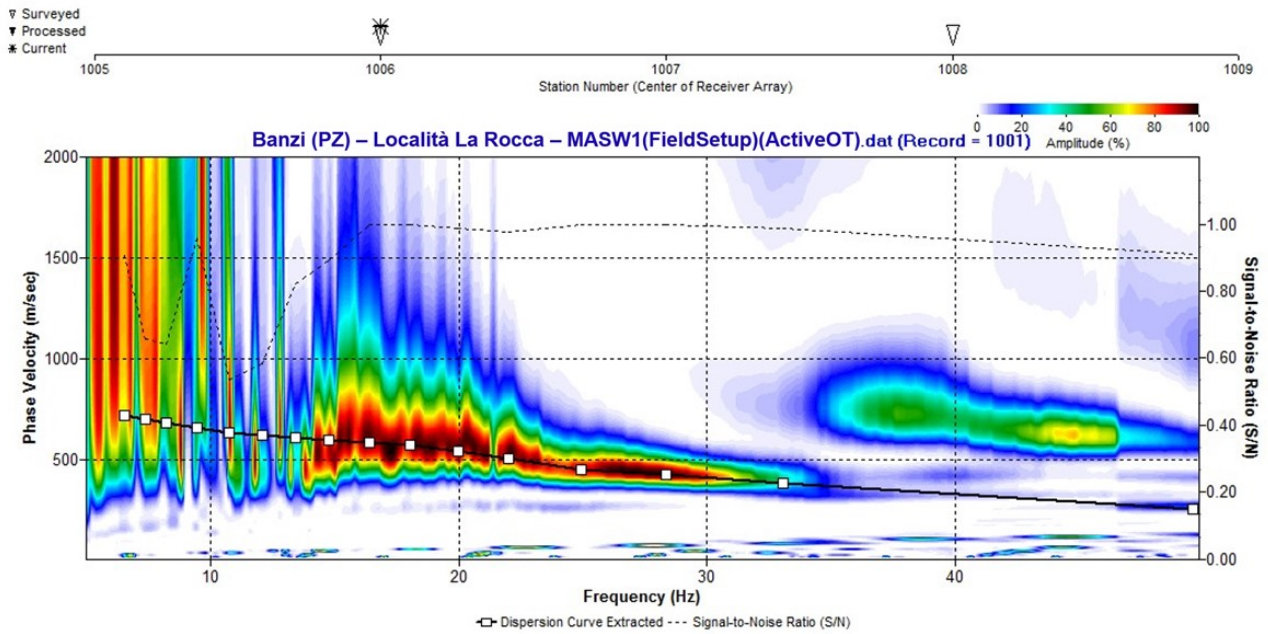 ▽ Surveyed
▼ Processed
✳ Current
1005 1006 1007 1008 1009
Station Number (Center of Receiver Array)
0 20 40 60 80 100
Amplitude (%)
Banzi (PZ) – Località La Rocca – MASW1(FieldSetup)(ActiveOT).dat (Record = 1001)
Phase Velocity (m/sec)
2000
1500
1000
500
Signal-to-Noise Ratio (S/N)
1.00
0.80
0.60
0.40
0.20
0.00
10 20 30 40
Frequency (Hz)
Dispersion Curve Extracted --- Signal-to-Noise Ratio (S/N)